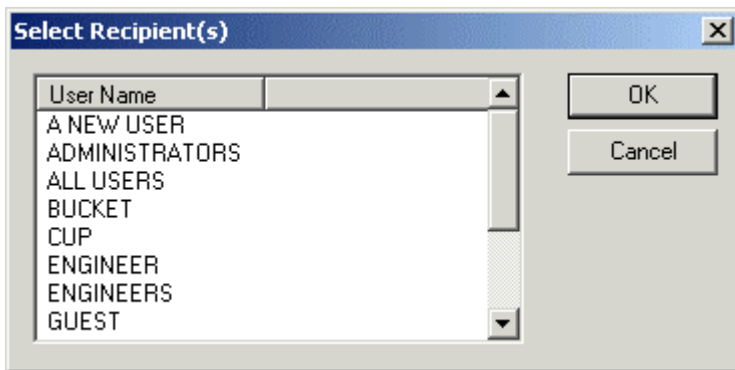 Select Recipient(s)
User Name
OK
A NEW USER
ADMINISTRATORS
Cancel
ALL USERS
BUCKET
CUP
ENGINEER
ENGINEERS
GUEST